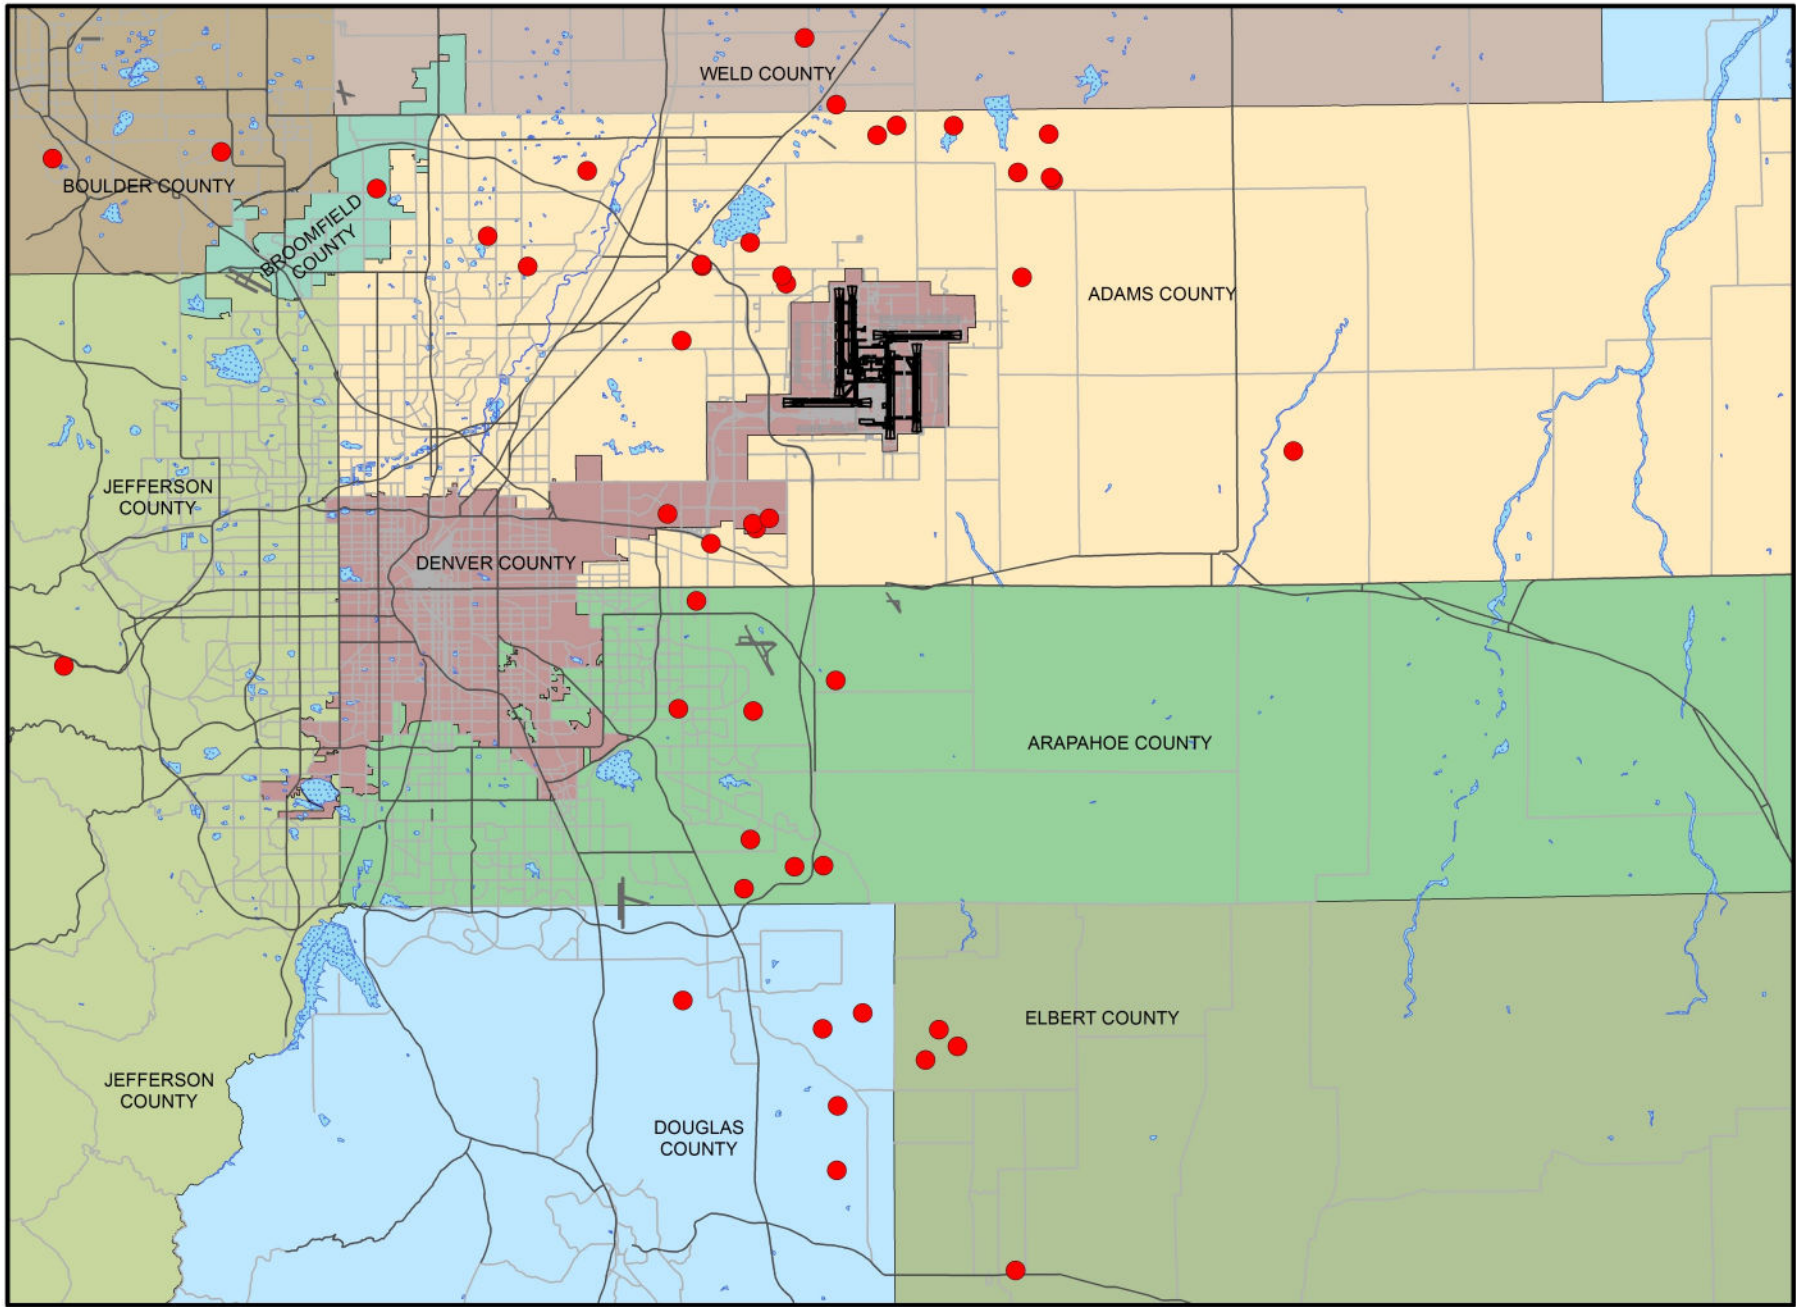 WELD COUNTY
BOULDER COUNTY
BROOMFIELD
COUNTY
ADAMS COUNTY
JEFFERSON
COUNTY
DENVER COUNTY
ARAPAHOE COUNTY
ELBERT COUNTY
JEFFERSON
COUNTY
DOUGLAS
COUNTY